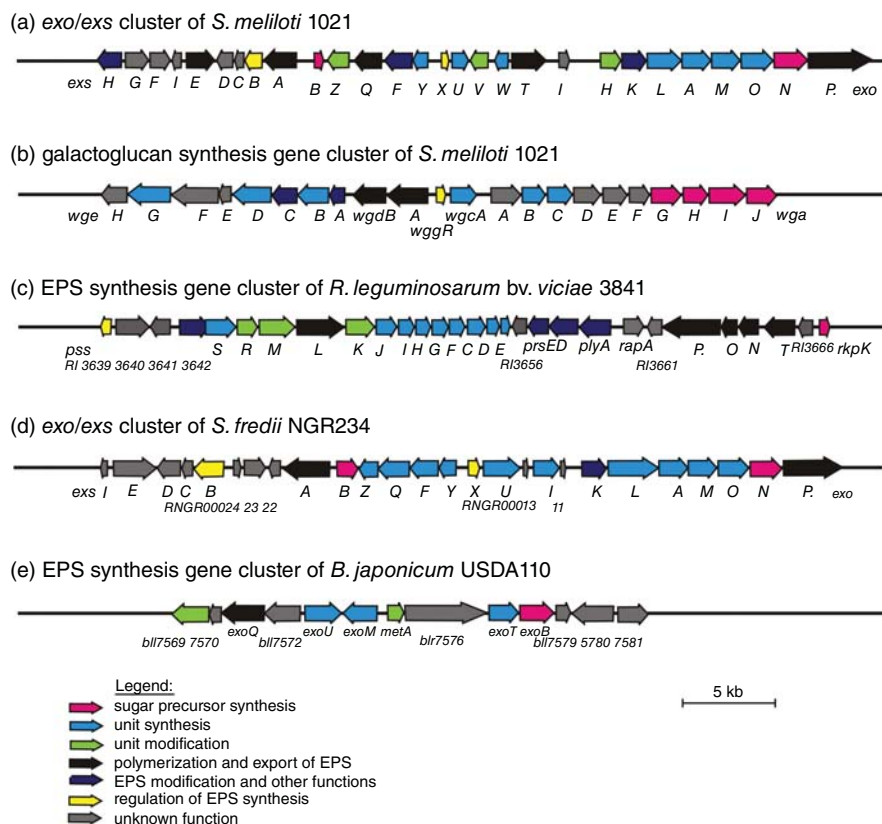 (a) exo/exs cluster of S. meliloti 1021
exs H G F I E D C B A B Z Q F Y X U V W T I H K L A M O N P. exo
(b) galactoglucan synthesis gene cluster of S. meliloti 1021
wge H G F E D C B A wgdB A wggR wgcA A B C D E F G H I J wga
(c) EPS synthesis gene cluster of R. leguminosarum bv. viciae 3841
pss S R M L K J I H G F C D E prsED plyA rapA P. O N T RI3666 rkpK
RI 3639 3640 3641 3642 RI3656 RI3661
(d) exo/exs cluster of S. fredii NGR234
exs I E D C B A B Z Q F Y X U I K L A M O N P. exo
RNGR00024 23 22 RNGR00013 11
(e) EPS synthesis gene cluster of B. japonicum USDA110
bll7569 7570 exoQ bll7572 exoU exoM metA blr7576 exoT exoB bll7579 5780 7581
Legend:
sugar precursor synthesis
unit synthesis
unit modification
polymerization and export of EPS
EPS modification and other functions
regulation of EPS synthesis
unknown function
5 kb